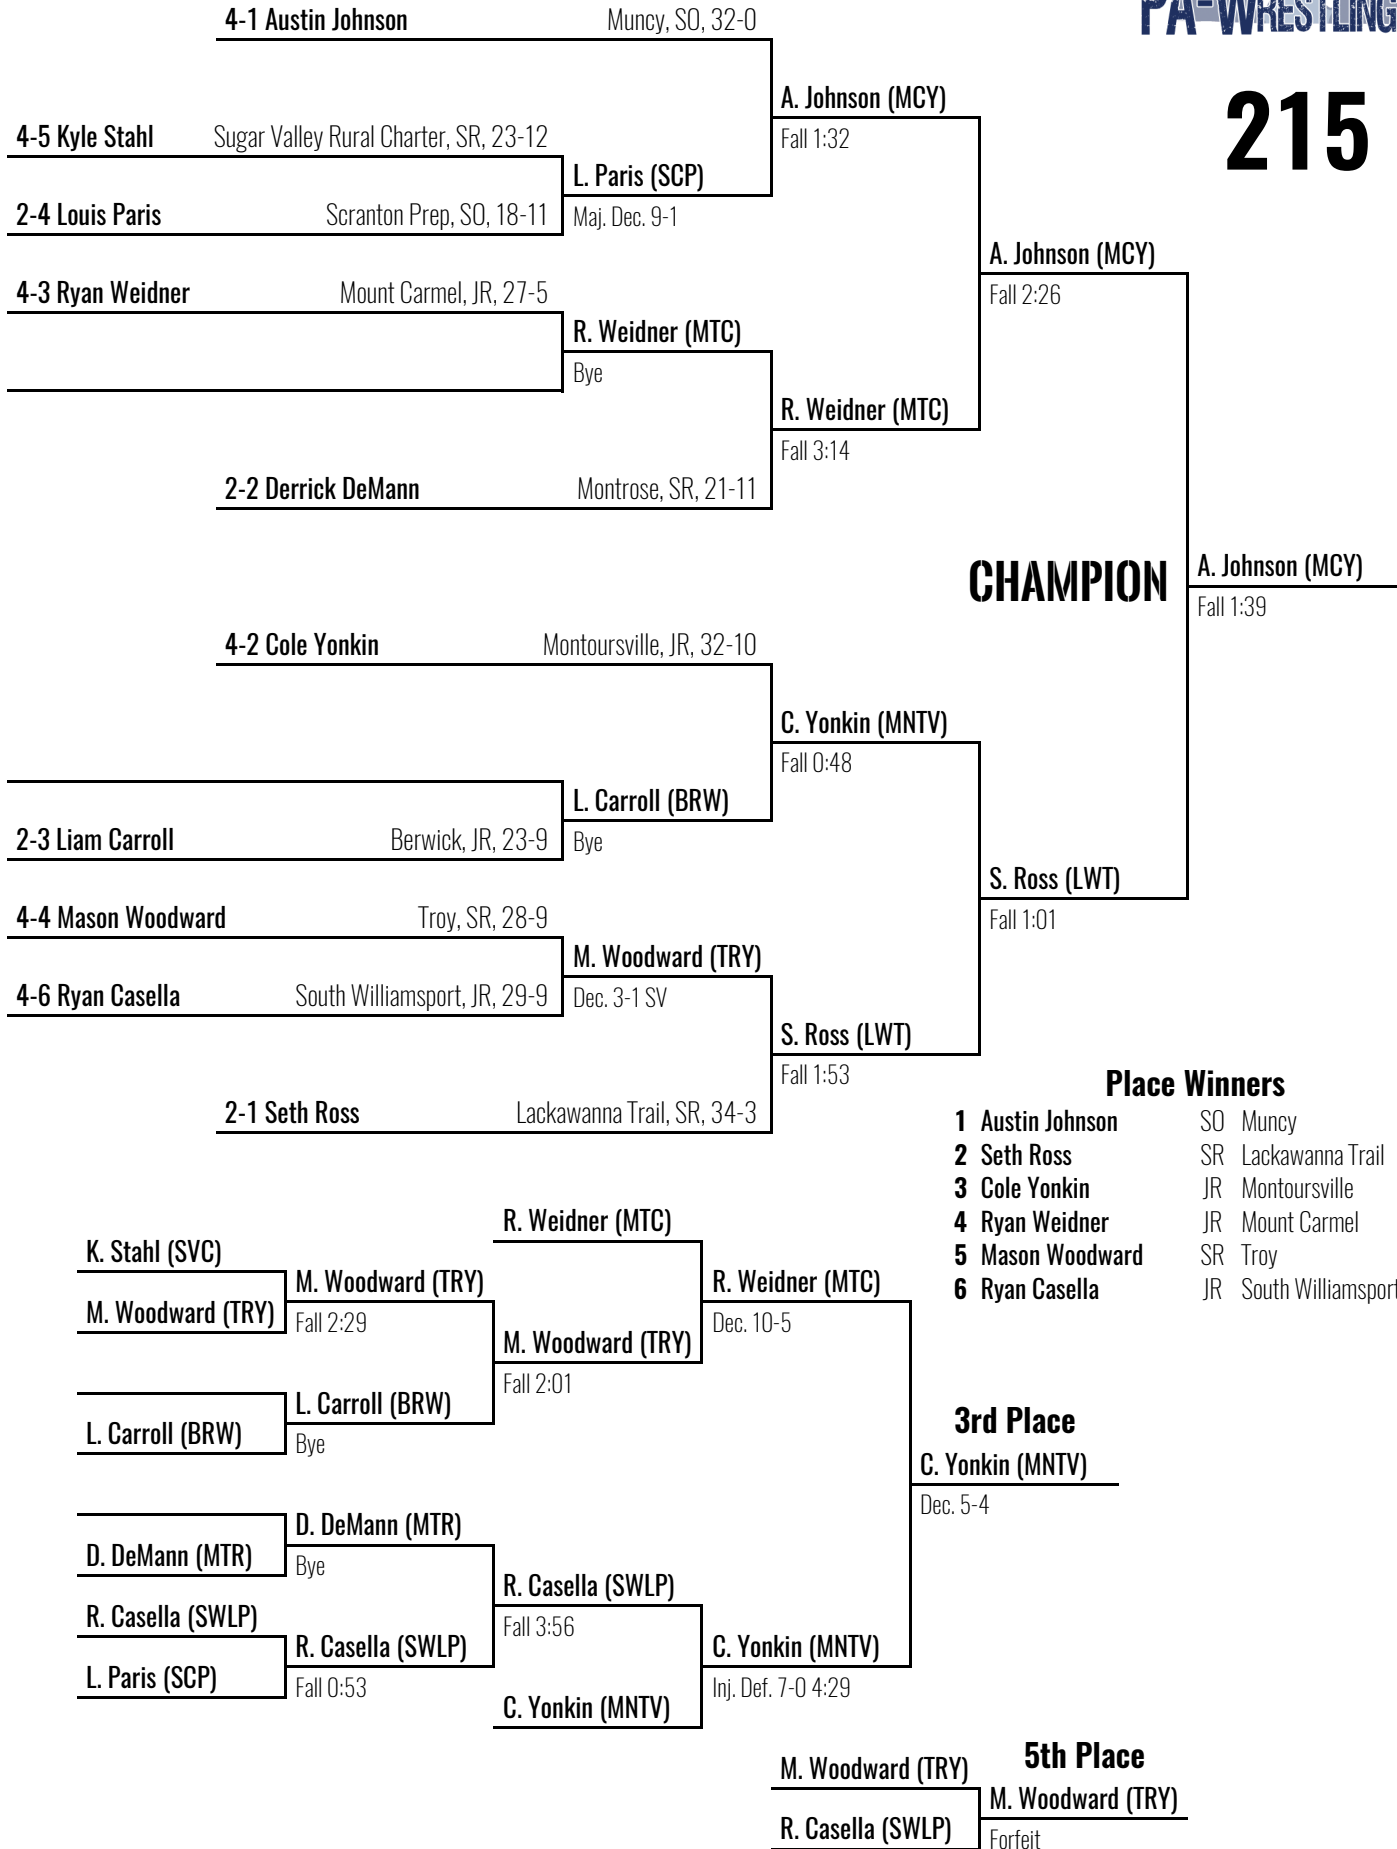 PA-WRESTLING
215
4-1 Austin Johnson Muncy, SO, 32-0
A. Johnson (MCY)
Fall 1:32
4-5 Kyle Stahl Sugar Valley Rural Charter, SR, 23-12
L. Paris (SCP)
Maj. Dec. 9-1
2-4 Louis Paris Scranton Prep, SO, 18-11
A. Johnson (MCY)
Fall 2:26
4-3 Ryan Weidner Mount Carmel, JR, 27-5
R. Weidner (MTC)
Bye
R. Weidner (MTC)
Fall 3:14
2-2 Derrick DeMann Montrose, SR, 21-11
CHAMPION
A. Johnson (MCY)
Fall 1:39
4-2 Cole Yonkin Montoursville, JR, 32-10
C. Yonkin (MNTV)
Fall 0:48
L. Carroll (BRW)
Bye
2-3 Liam Carroll Berwick, JR, 23-9
S. Ross (LWT)
Fall 1:01
4-4 Mason Woodward Troy, SR, 28-9
M. Woodward (TRY)
Dec. 3-1 SV
4-6 Ryan Casella South Williamsport, JR, 29-9
S. Ross (LWT)
Fall 1:53
2-1 Seth Ross Lackawanna Trail, SR, 34-3
Place Winners
1 Austin Johnson SO Muncy
2 Seth Ross SR Lackawanna Trail
3 Cole Yonkin JR Montoursville
4 Ryan Weidner JR Mount Carmel
5 Mason Woodward SR Troy
6 Ryan Casella JR South Williamsport
R. Weidner (MTC)
K. Stahl (SVC)
M. Woodward (TRY)
Fall 2:29
M. Woodward (TRY)
R. Weidner (MTC)
Dec. 10-5
M. Woodward (TRY)
Fall 2:01
L. Carroll (BRW)
Bye
L. Carroll (BRW)
3rd Place
C. Yonkin (MNTV)
Dec. 5-4
D. DeMann (MTR)
Bye
D. DeMann (MTR)
R. Casella (SWLP)
Fall 3:56
R. Casella (SWLP)
R. Casella (SWLP)
Fall 0:53
L. Paris (SCP)
C. Yonkin (MNTV)
Inj. Def. 7-0 4:29
C. Yonkin (MNTV)
5th Place
M. Woodward (TRY)
M. Woodward (TRY)
Forfeit
R. Casella (SWLP)